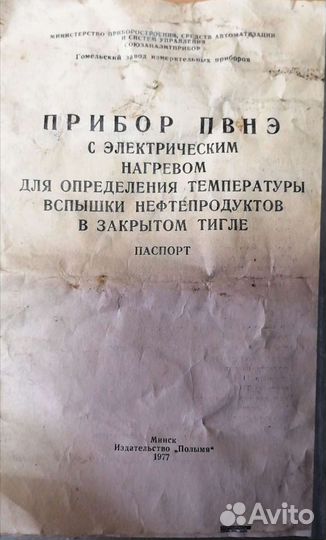 МИНИСТЕРСТВО ПРИБОРОСТРОЕНИЯ, СРЕДСТВ АВТОМАТИЗАЦИИ
И СИСТЕМ УПРАВЛЕНИЯ
СОЮЗАНАЛИТПРИБОР
Гомельский завод измерительных приборов
ПРИБОР ПВНЭ
С ЭЛЕКТРИЧЕСКИМ
НАГРЕВОМ
ДЛЯ ОПРЕДЕЛЕНИЯ ТЕМПЕРАТУРЫ
ВСПЫШКИ НЕФТЕПРОДУКТОВ
В ЗАКРЫТОМ ТИГЛЕ
ПАСПОРТ
Минск
Издательство „Полымя“
1977
Avito